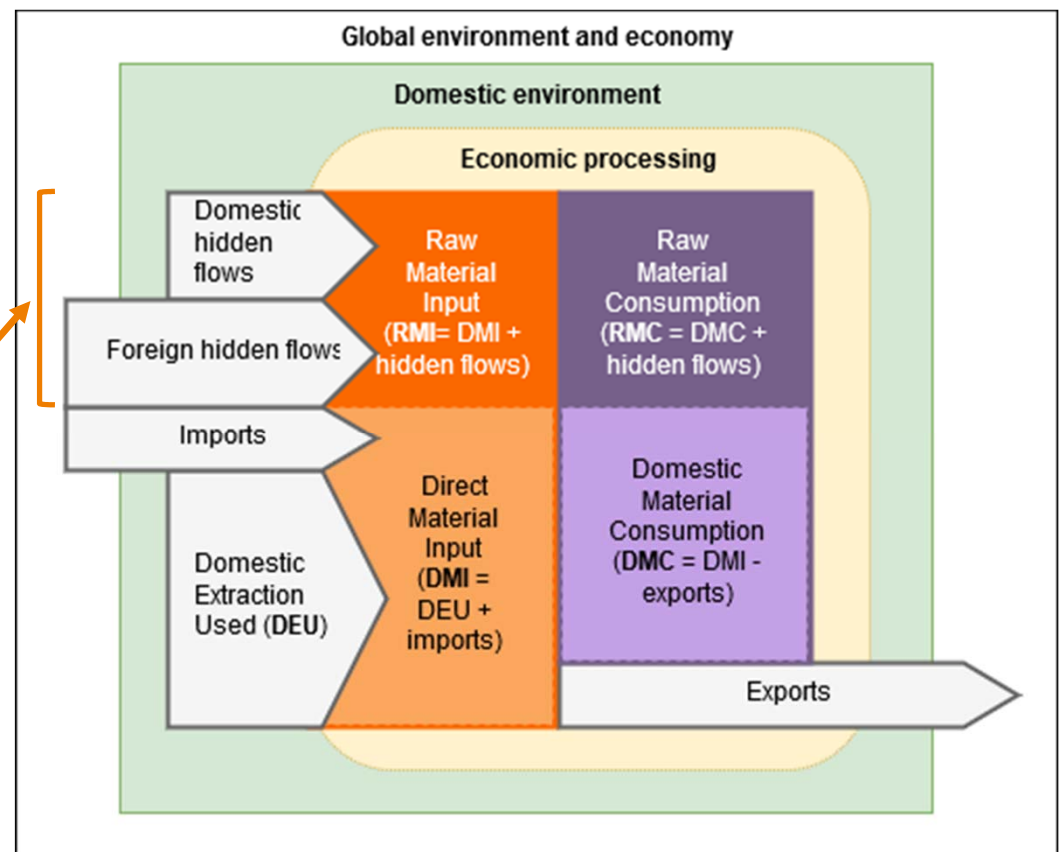 Global environment and economy
Domestic environment
Economic processing
Domestic
hidden
flows
Foreign hidden flows
Imports
Domestic
Extraction
Used (DEU)
Raw
Material
Input
(RMI= DMI +
hidden flows)
Raw
Material
Consumption
(RMC = DMC +
hidden flows)
Direct
Material
Input
(DMI =
DEU +
imports)
Domestic
Material
Consumption
(DMC = DMI -
exports)
Exports